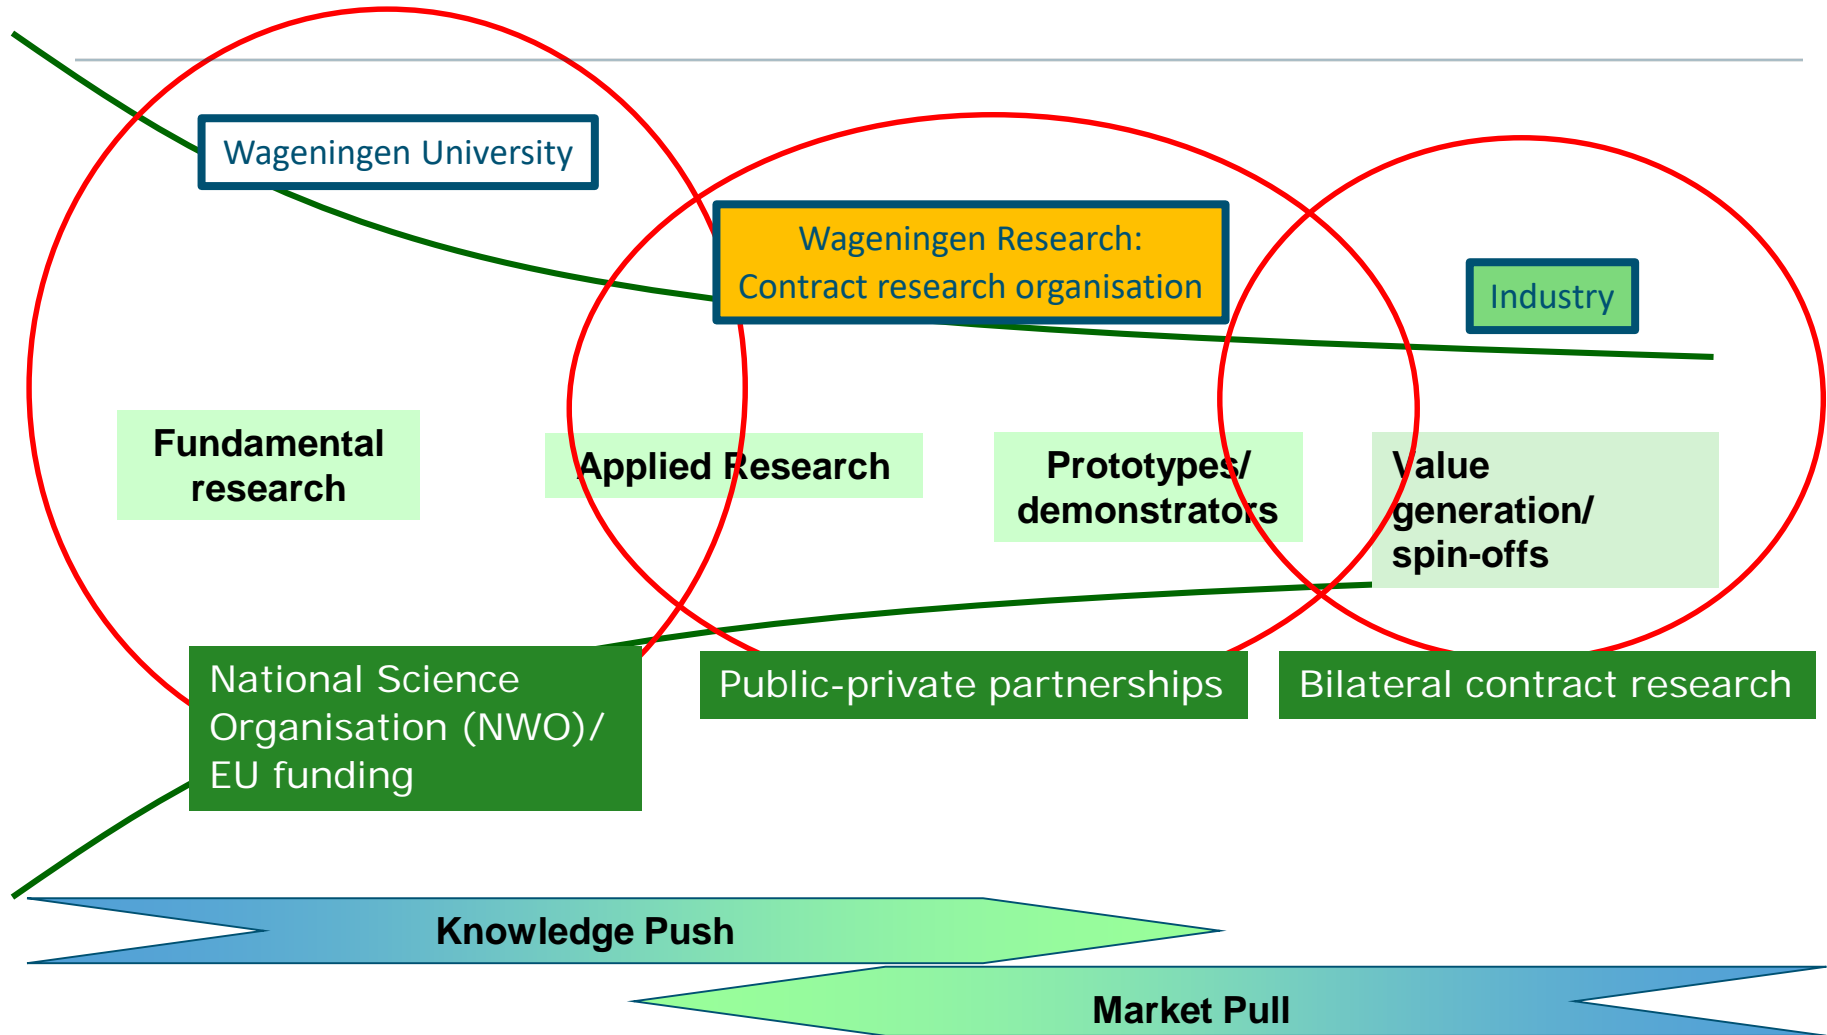 Wageningen University
Wageningen Research:
Contract research organisation
Industry
Fundamental
research
Applied Research
Prototypes/
demonstrators
Value
generation/
spin-offs
National Science
Organisation (NWO)/
EU funding
Public-private partnerships
Bilateral contract research
Knowledge Push
Market Pull